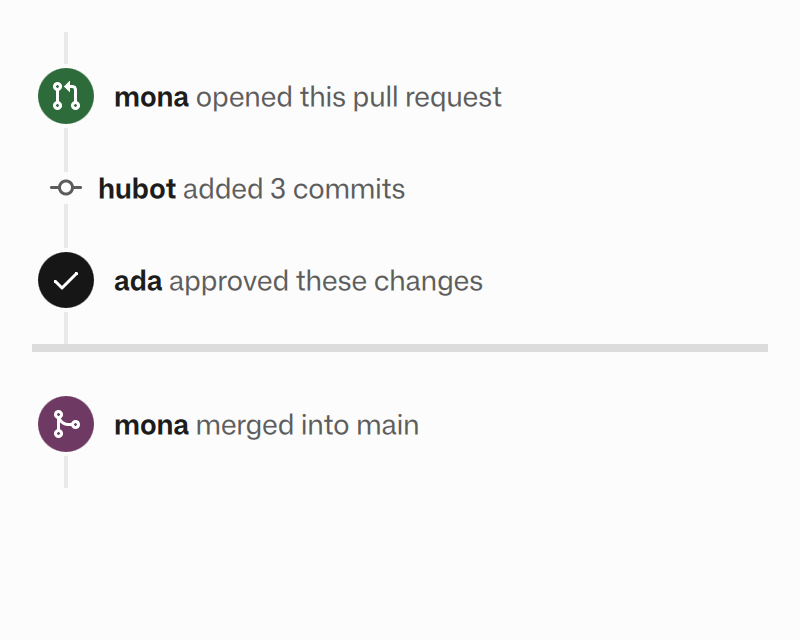 mona opened this pull request
hubot added 3 commits
ada approved these changes
mona merged into main